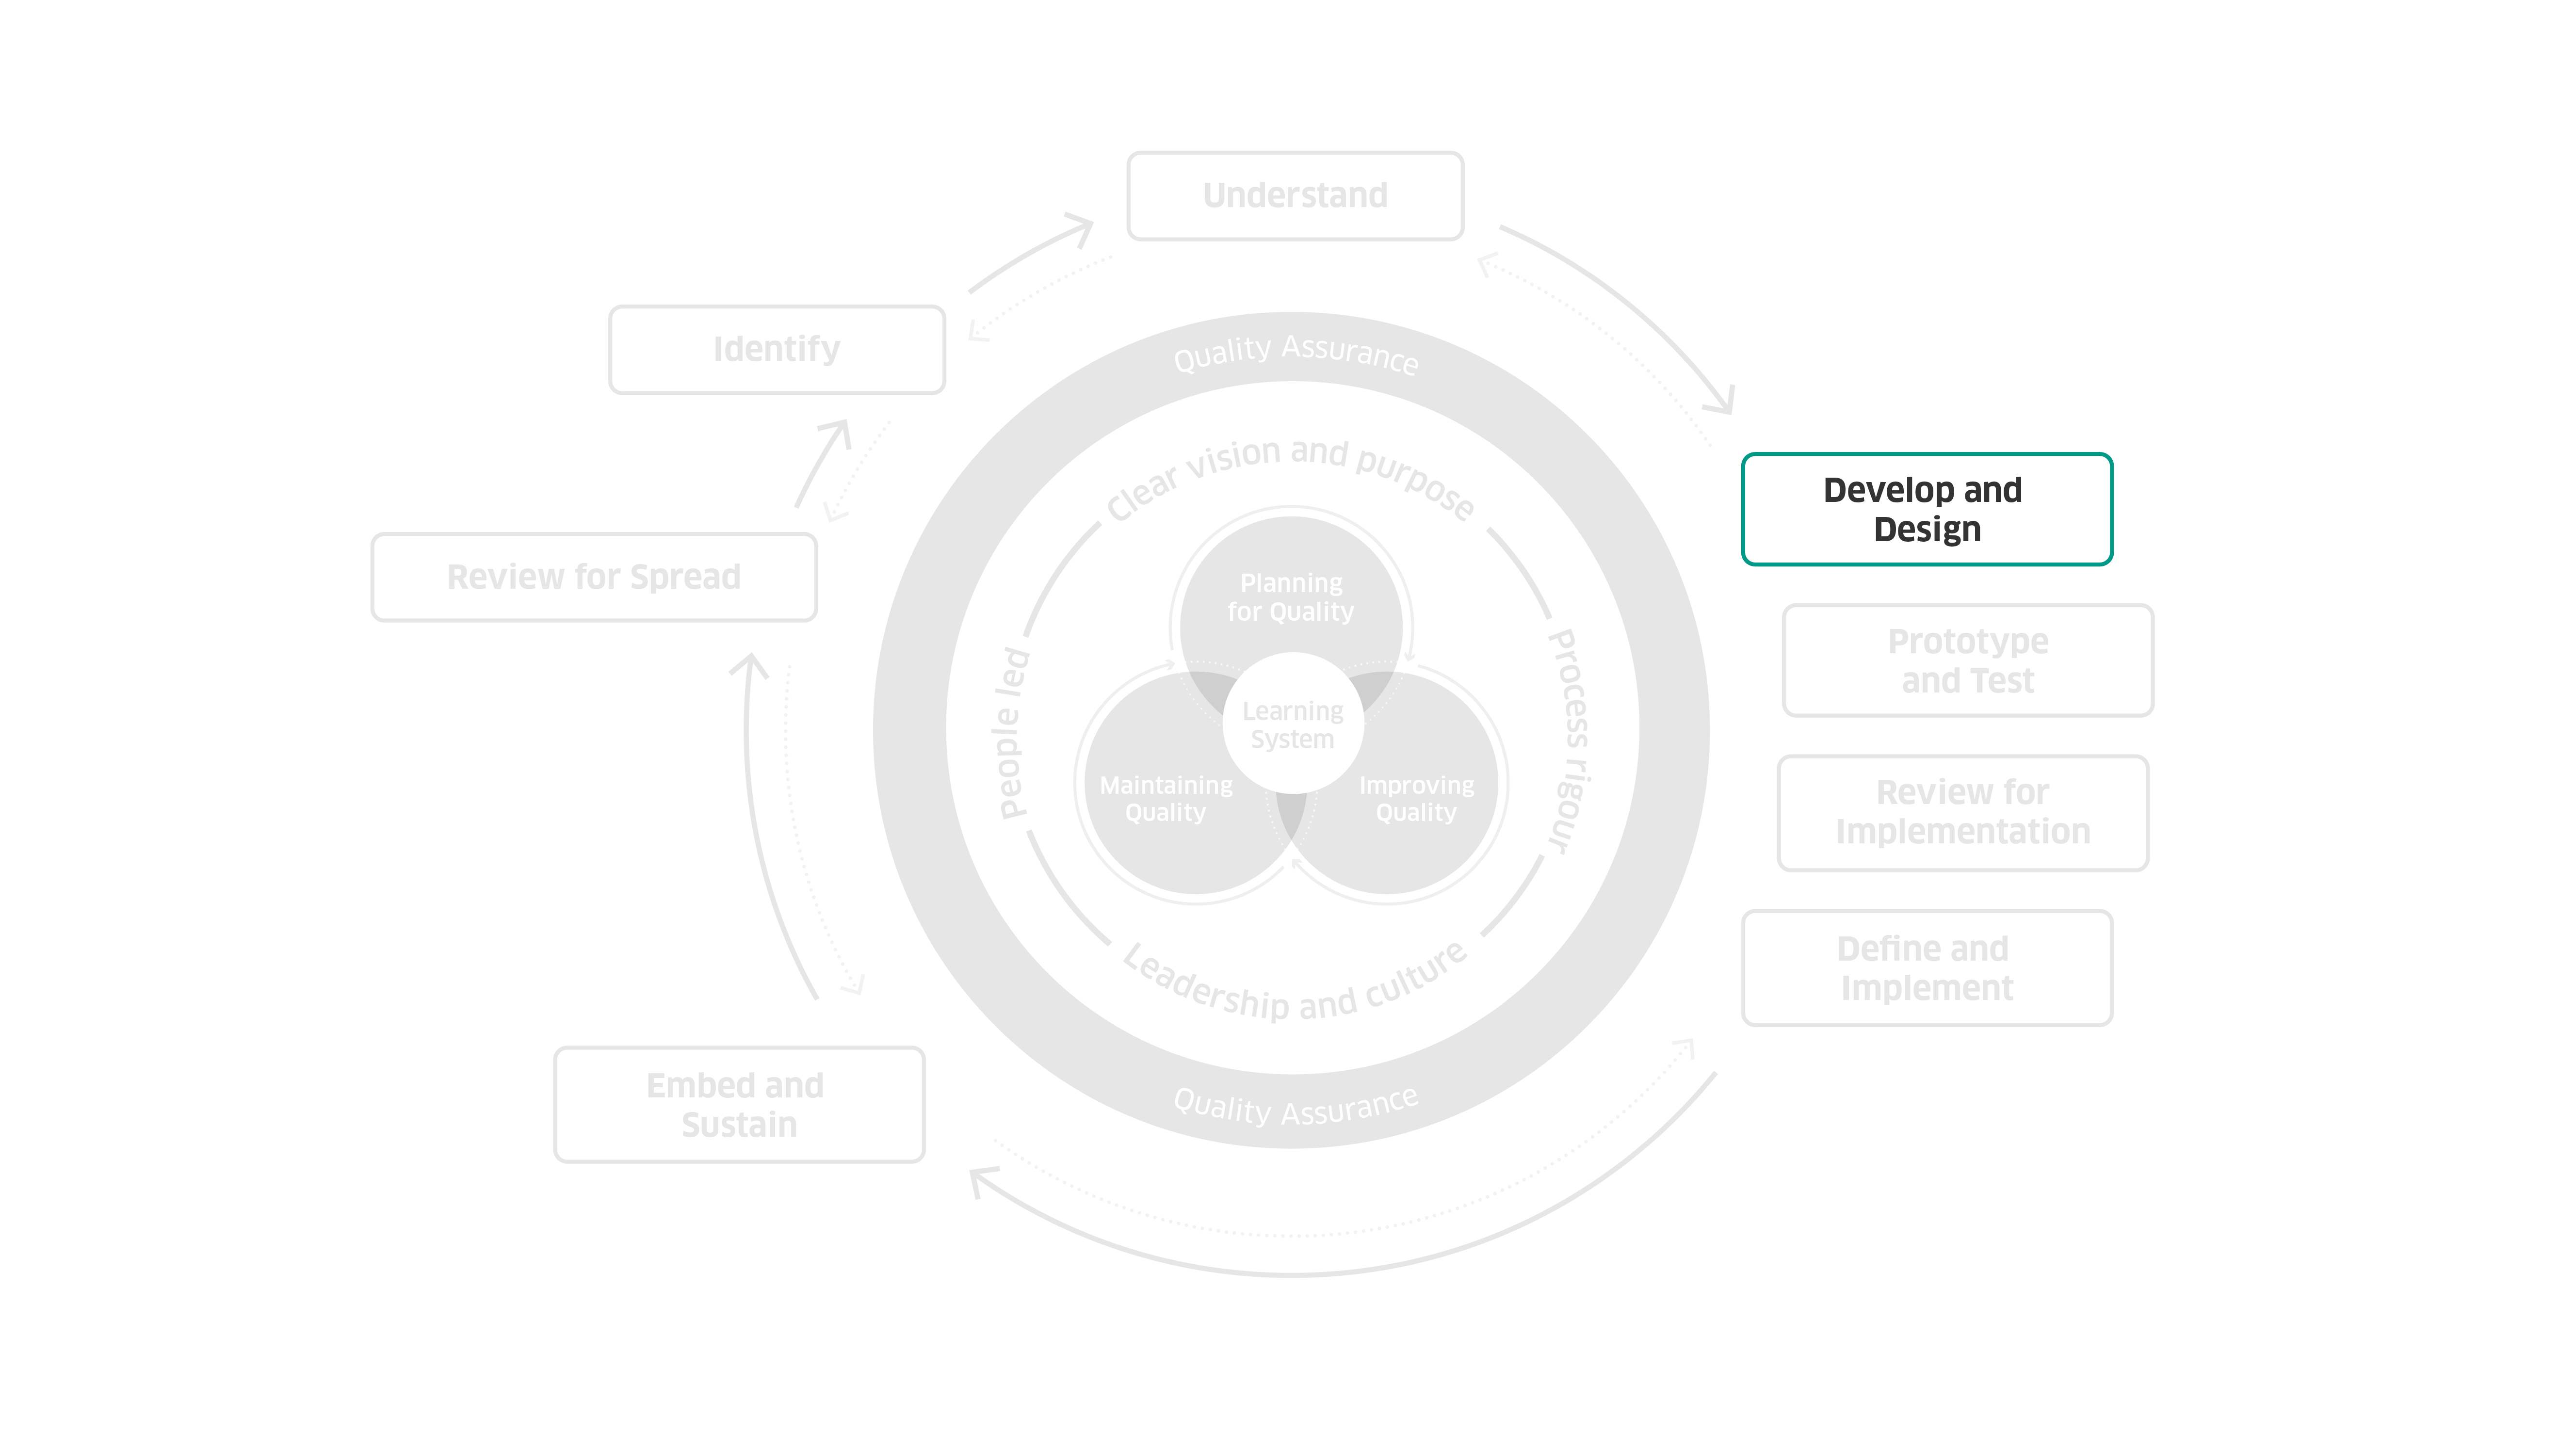 Understand
Identify
Review for Spread
Embed and
Sustain
Develop and
Design
Prototype
and Test
Review for
Implementation
Define and
Implement
Quality Assurance
Clear vision and purpose
People led
Process rigour
Leadership and culture
Planning
for Quality
Learning
System
Maintaining
Quality
Improving
Quality
Quality Assurance